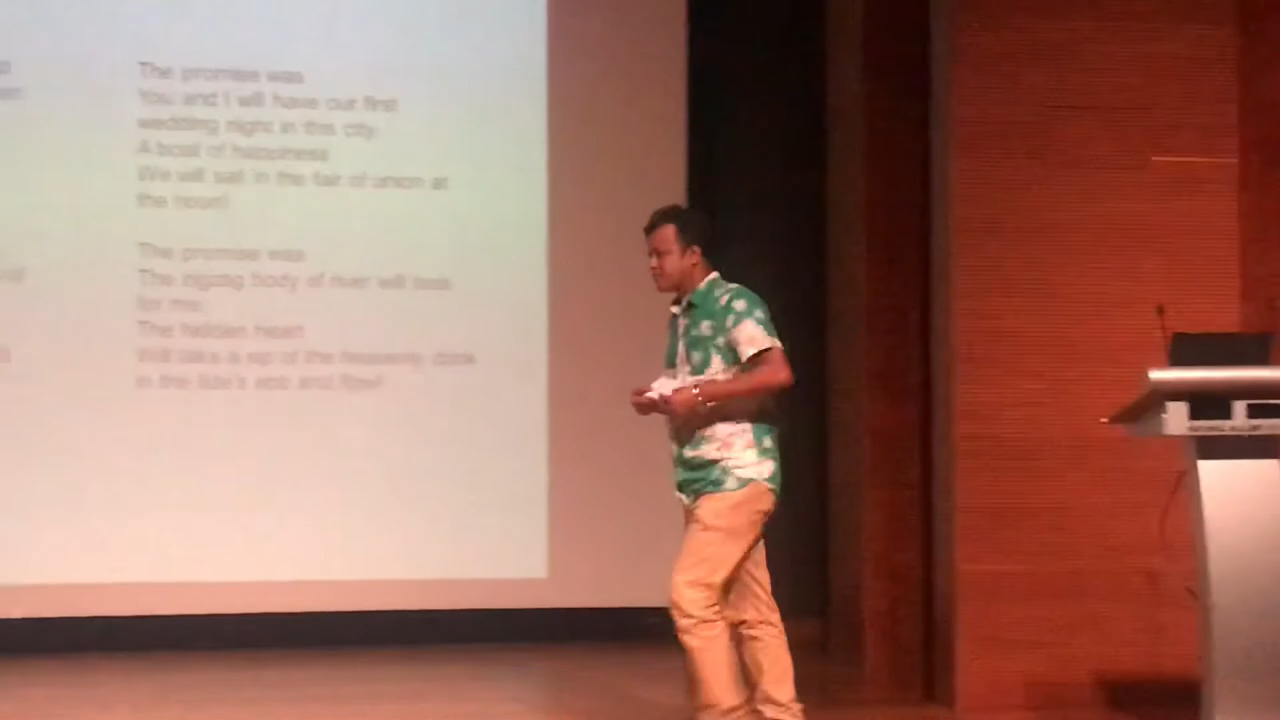 The promise was
You and I will have our first
wedding night in this city.
A boat of happiness
We will sail in the fair of union at
the
The promise was
The zigzag body of river will look
for me.
The hidden heart
Will take a sip of the heavenly drink
in the tide's ebb and flow!